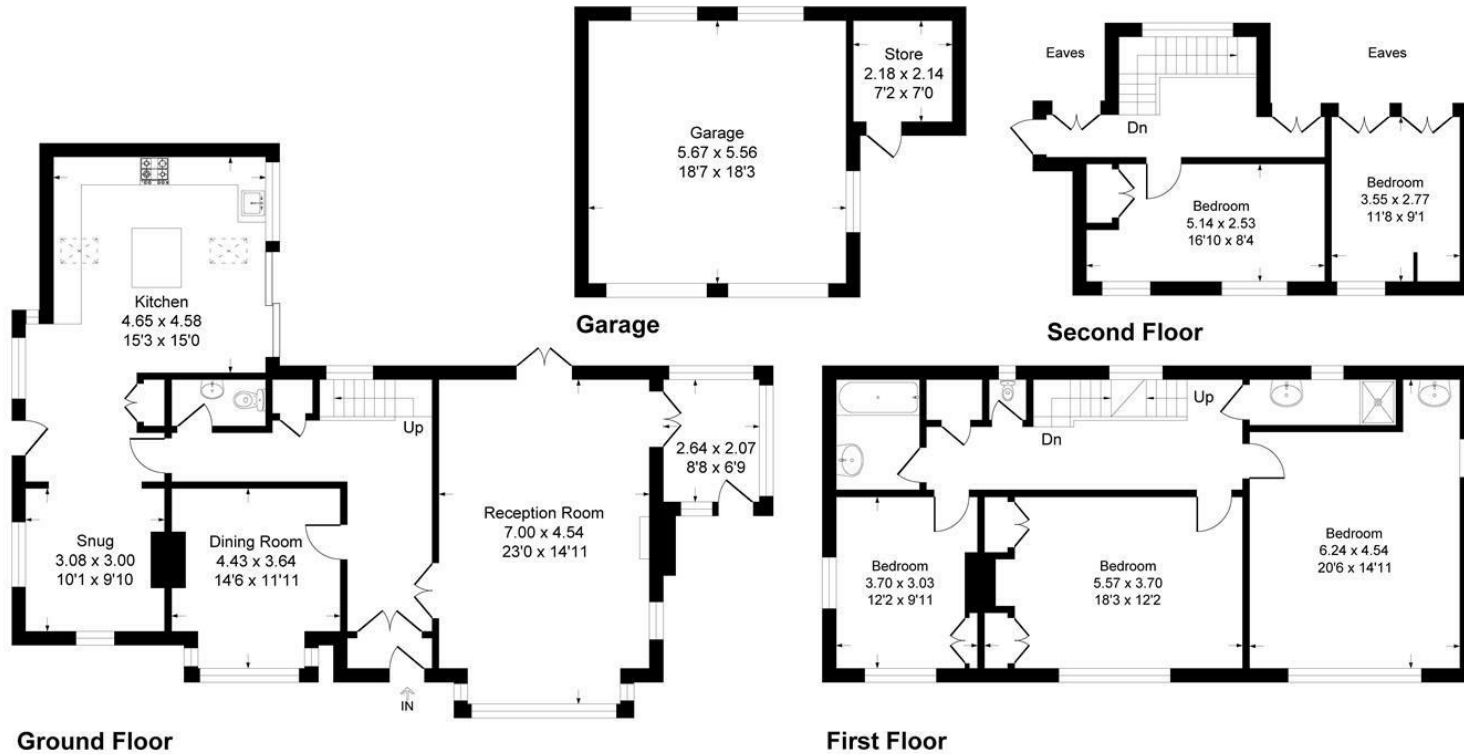 Store
2.18 x 2.14
7'2 x 7'0
Garage
5.67 x 5.56
18'7 x 18'3
Garage
Eaves
Eaves
Dn
Bedroom
5.14 x 2.53
16'10 x 8'4
Bedroom
3.55 x 2.77
11'8 x 9'1
Second Floor
Kitchen
4.65 x 4.58
15'3 x 15'0
Up
2.64 x 2.07
8'8 x 6'9
Reception Room
7.00 x 4.54
23'0 x 14'11
Snug
3.08 x 3.00
10'1 x 9'10
Dining Room
4.43 x 3.64
14'6 x 11'11
IN
Ground Floor
Up
Dn
Bedroom
3.70 x 3.03
12'2 x 9'11
Bedroom
5.57 x 3.70
18'3 x 12'2
Bedroom
6.24 x 4.54
20'6 x 14'11
First Floor